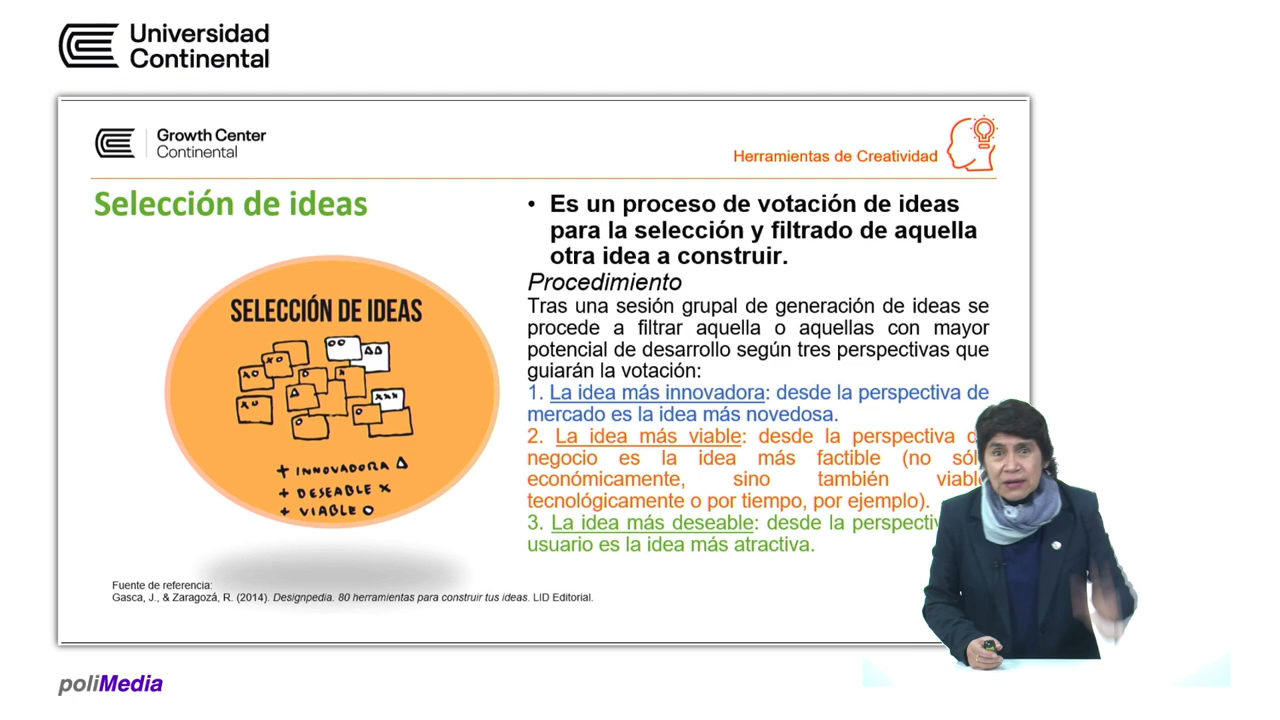 Universidad
Continental
Growth Center
Continental
Herramientas de Creatividad
Selección de ideas
SELECCIÓN DE IDEAS
+ INNOVADORA Δ
+ DESEABLE X
+ VIABLE O
• Es un proceso de votación de ideas
para la selección y filtrado de aquella
otra idea a construir.
Procedimiento
Tras una sesión grupal de generación de ideas se
procede a filtrar aquella o aquellas con mayor
potencial de desarrollo según tres perspectivas que
guiarán la votación:
1. La idea más innovadora: desde la perspectiva de
mercado es la idea más novedosa.
2. La idea más viable: desde la perspectiva
negocio es la idea más factible (no sól
económicamente, sino también viabl
tecnológicamente o por tiempo, por ejemplo).
3. La idea más deseable: desde la perspectiv
usuario es la idea más atractiva.
Fuente de referencia:
Gasca, J., & Zaragozá, R. (2014). Designpedia. 80 herramientas para construir tus ideas. LID Editorial.
poliMedia